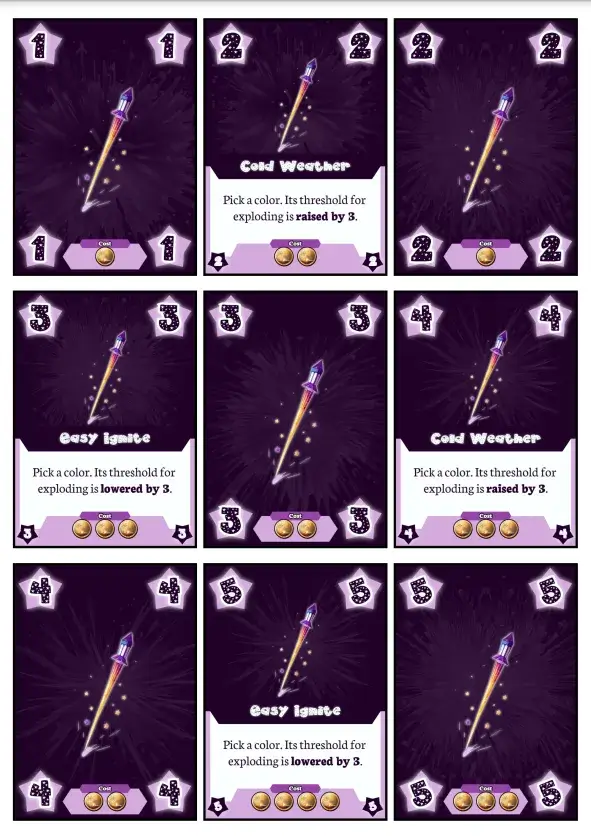 1 1
1 1
Cost
2 2
Cold Weather
Pick a color. Its threshold for
exploding is raised by 3.
2 2
Cost
2 2
2 2
Cost
3 3
Easy Ignite
Pick a color. Its threshold for
exploding is lowered by 3.
3 3
Cost
3 3
3 3
Cost
4 4
Cold Weather
Pick a color. Its threshold for
exploding is raised by 3.
4 4
Cost
4 4
4 4
Cost
5 5
Easy Ignite
Pick a color. Its threshold for
exploding is lowered by 3.
5 5
Cost
5 5
5 5
Cost